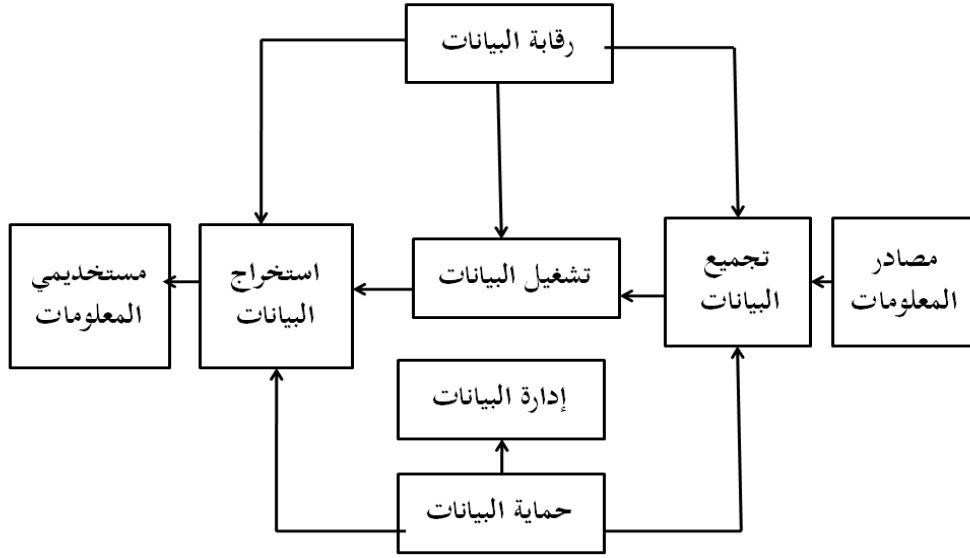 رقابة البيانات
مصادر
المعلومات
تجميع
البيانات
تشغيل البيانات
استخراج
البيانات
مستخديمي
المعلومات
إدارة البيانات
حماية البيانات